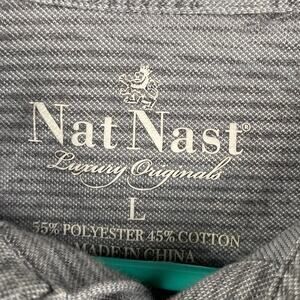 Nat Nast®
Luxury Originals
L
55% POLYESTER 45% COTTON
MADE IN CHINA